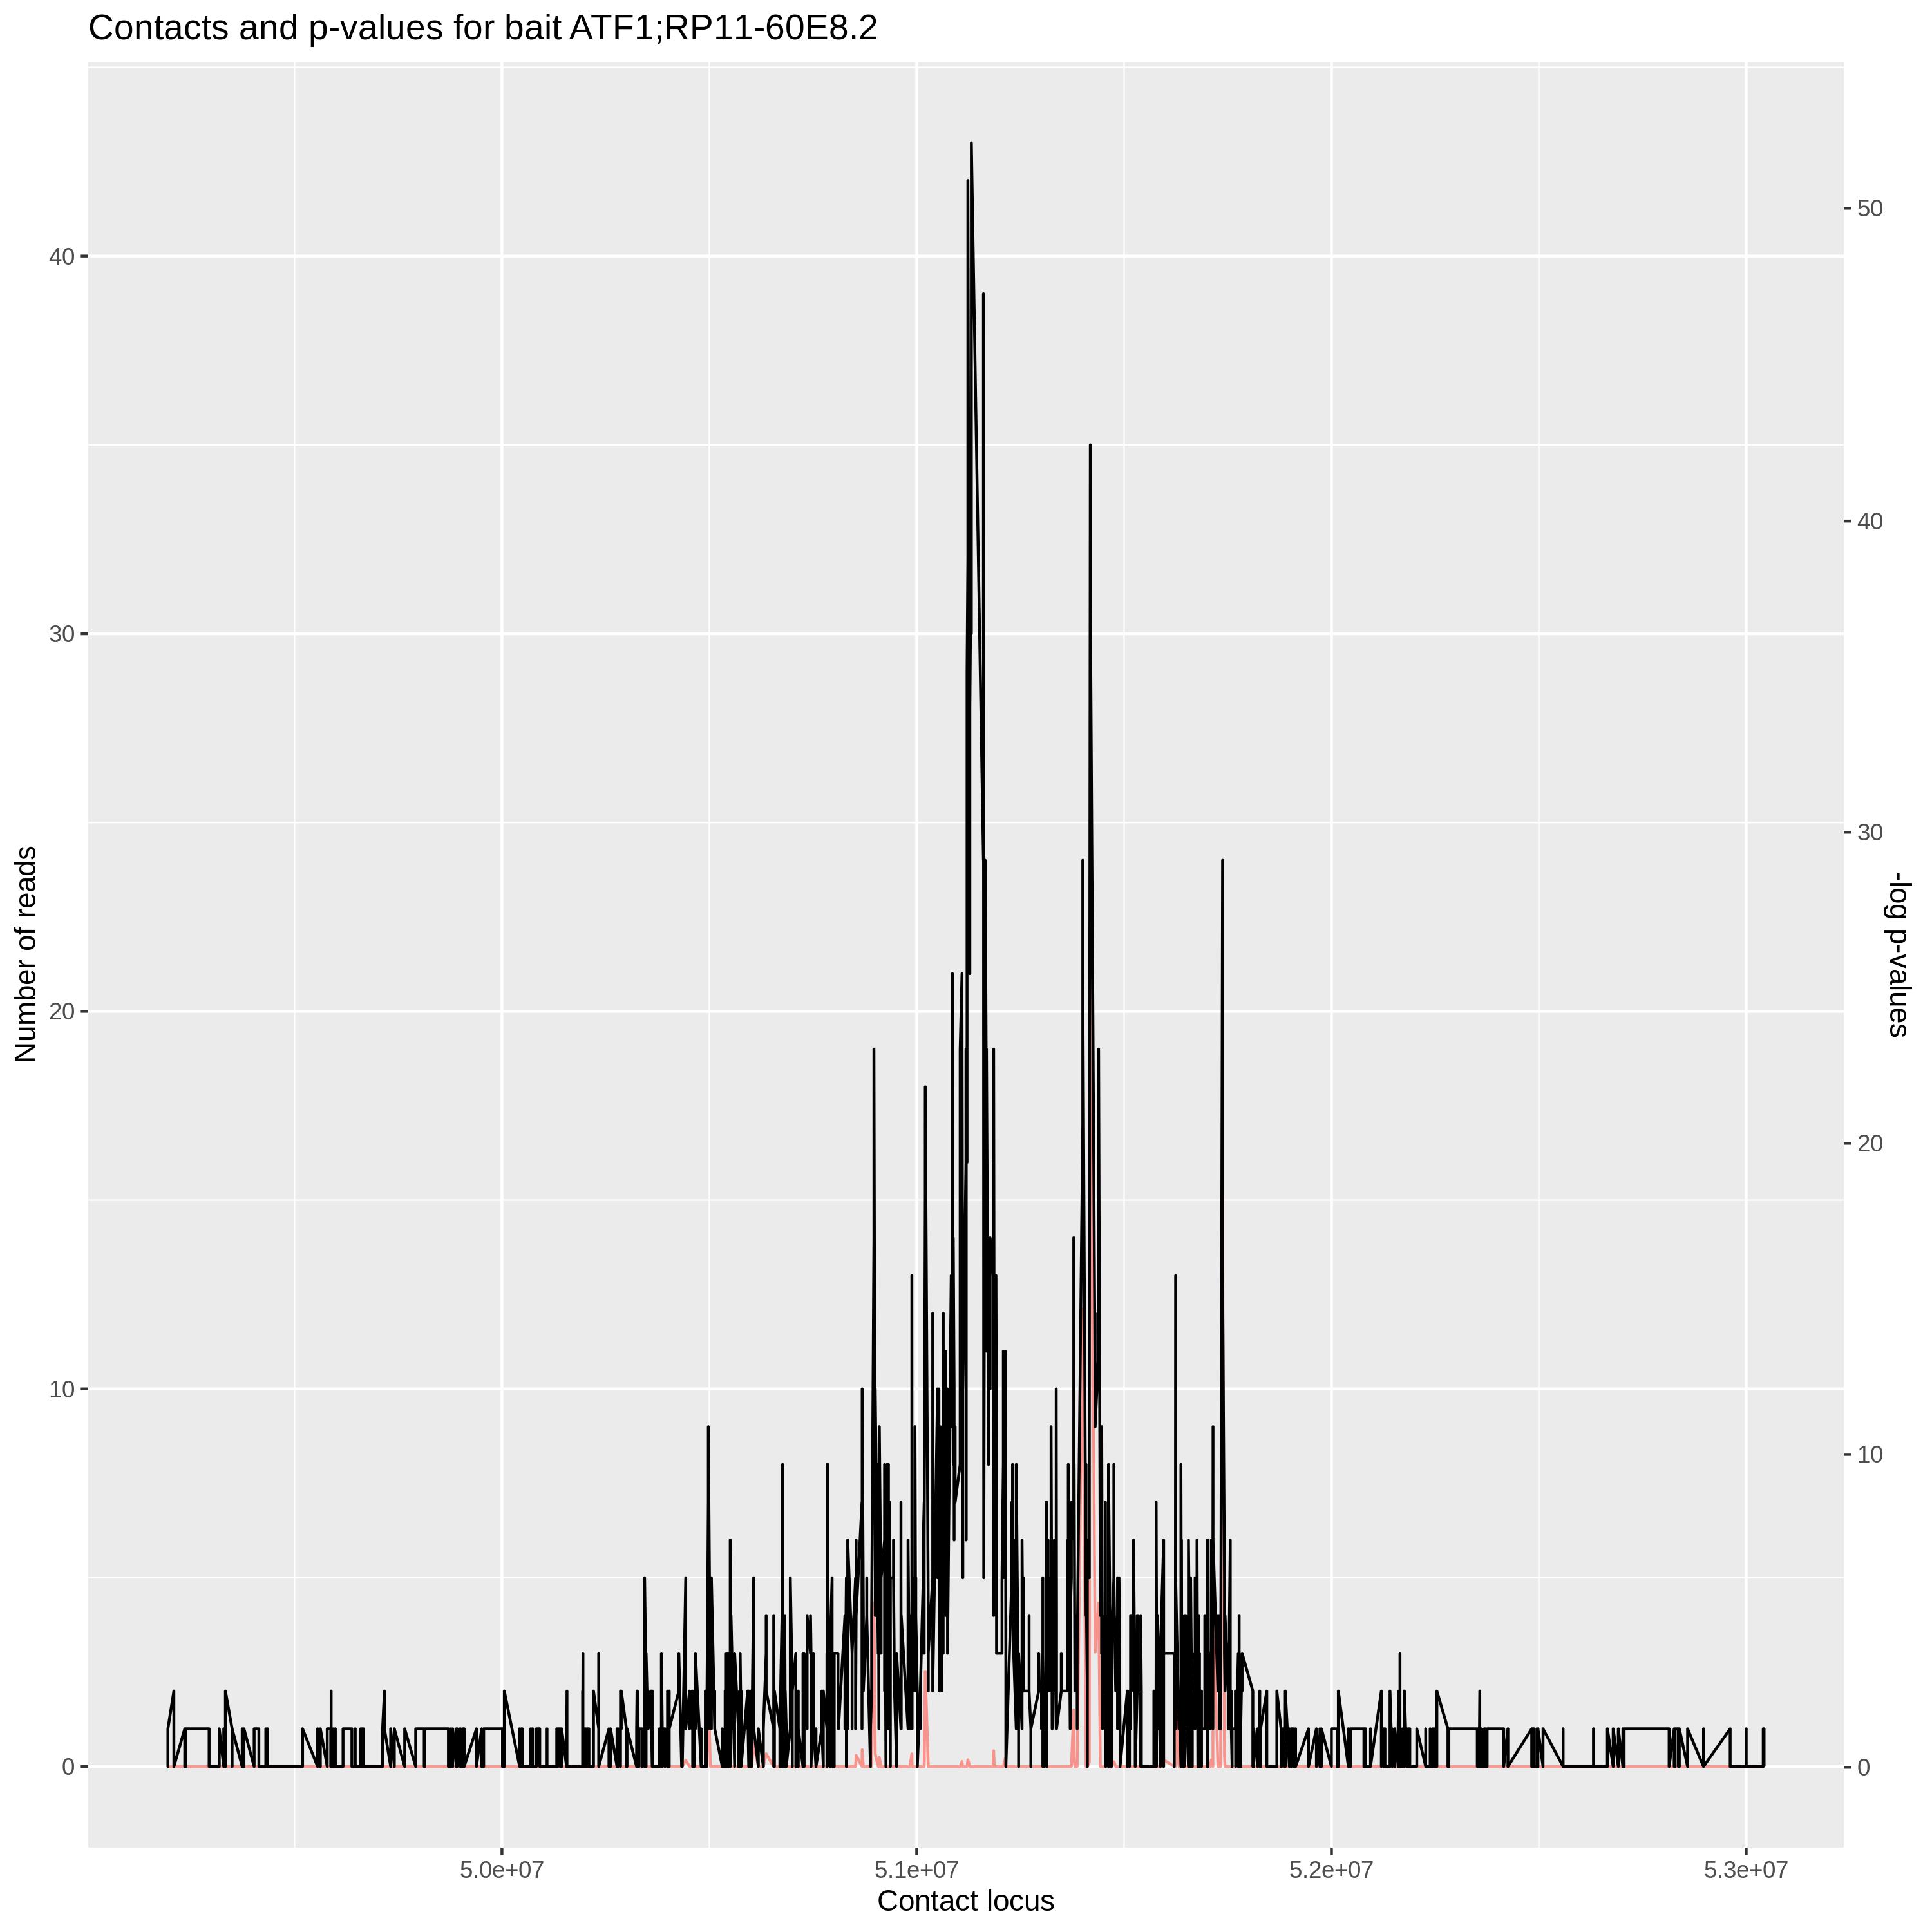 Contacts and p-values for bait ATF1;RP11-60E8.2
Number of reads
40
30
20
10
0
50
40
30
20
10
0
-log p-values
5.0e+07
5.1e+07
5.2e+07
5.3e+07
Contact locus